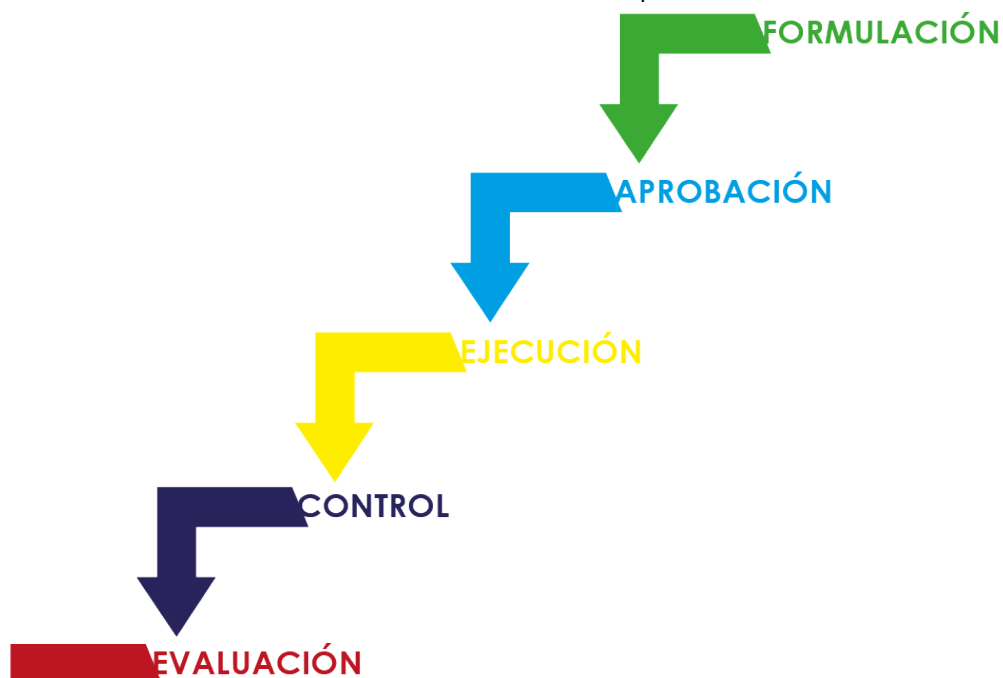 FORMULACIÓN
APROBACIÓN
EJECUCIÓN
CONTROL
EVALUACIÓN